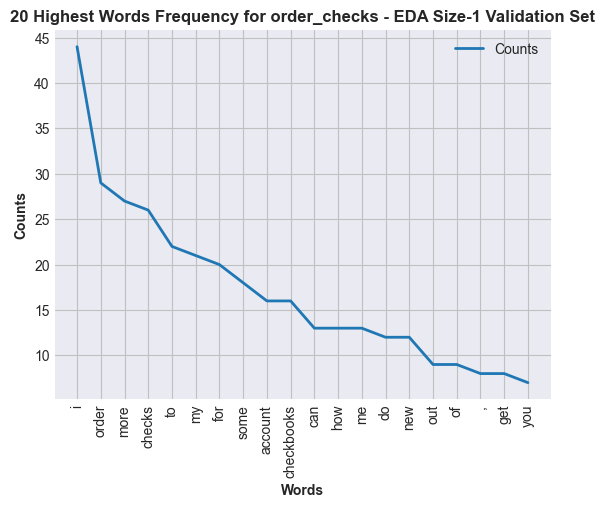 20 Highest Words Frequency for order_checks - EDA Size-1 Validation Set
Counts
45
40
35
30
25
20
15
10
Counts
i
order
more
checks
to
my
for
some
account
checkbooks
can
how
me
do
new
out
of
,
get
you
Words